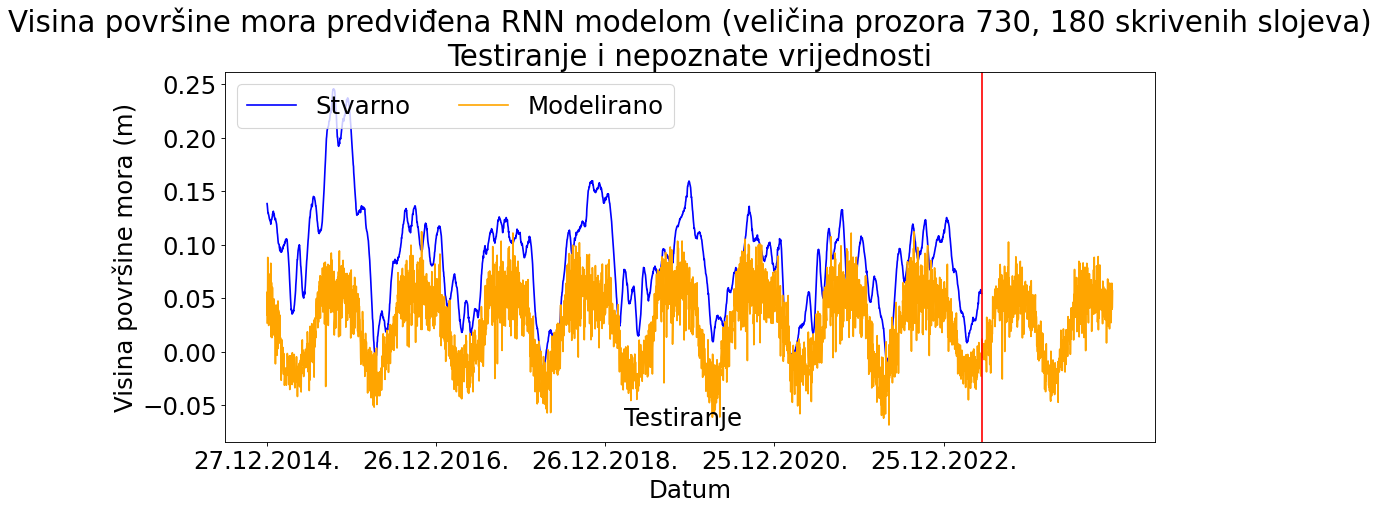 Visina površine mora predviđena RNN modelom (veličina prozora 730, 180 skrivenih slojeva)
Testiranje i nepoznate vrijednosti
Stvarno
Modelirano
Visina površine mora (m)
0.25
0.20
0.15
0.10
0.05
0.00
−0.05
Testiranje
27.12.2014.
26.12.2016.
26.12.2018.
25.12.2020.
25.12.2022.
Datum